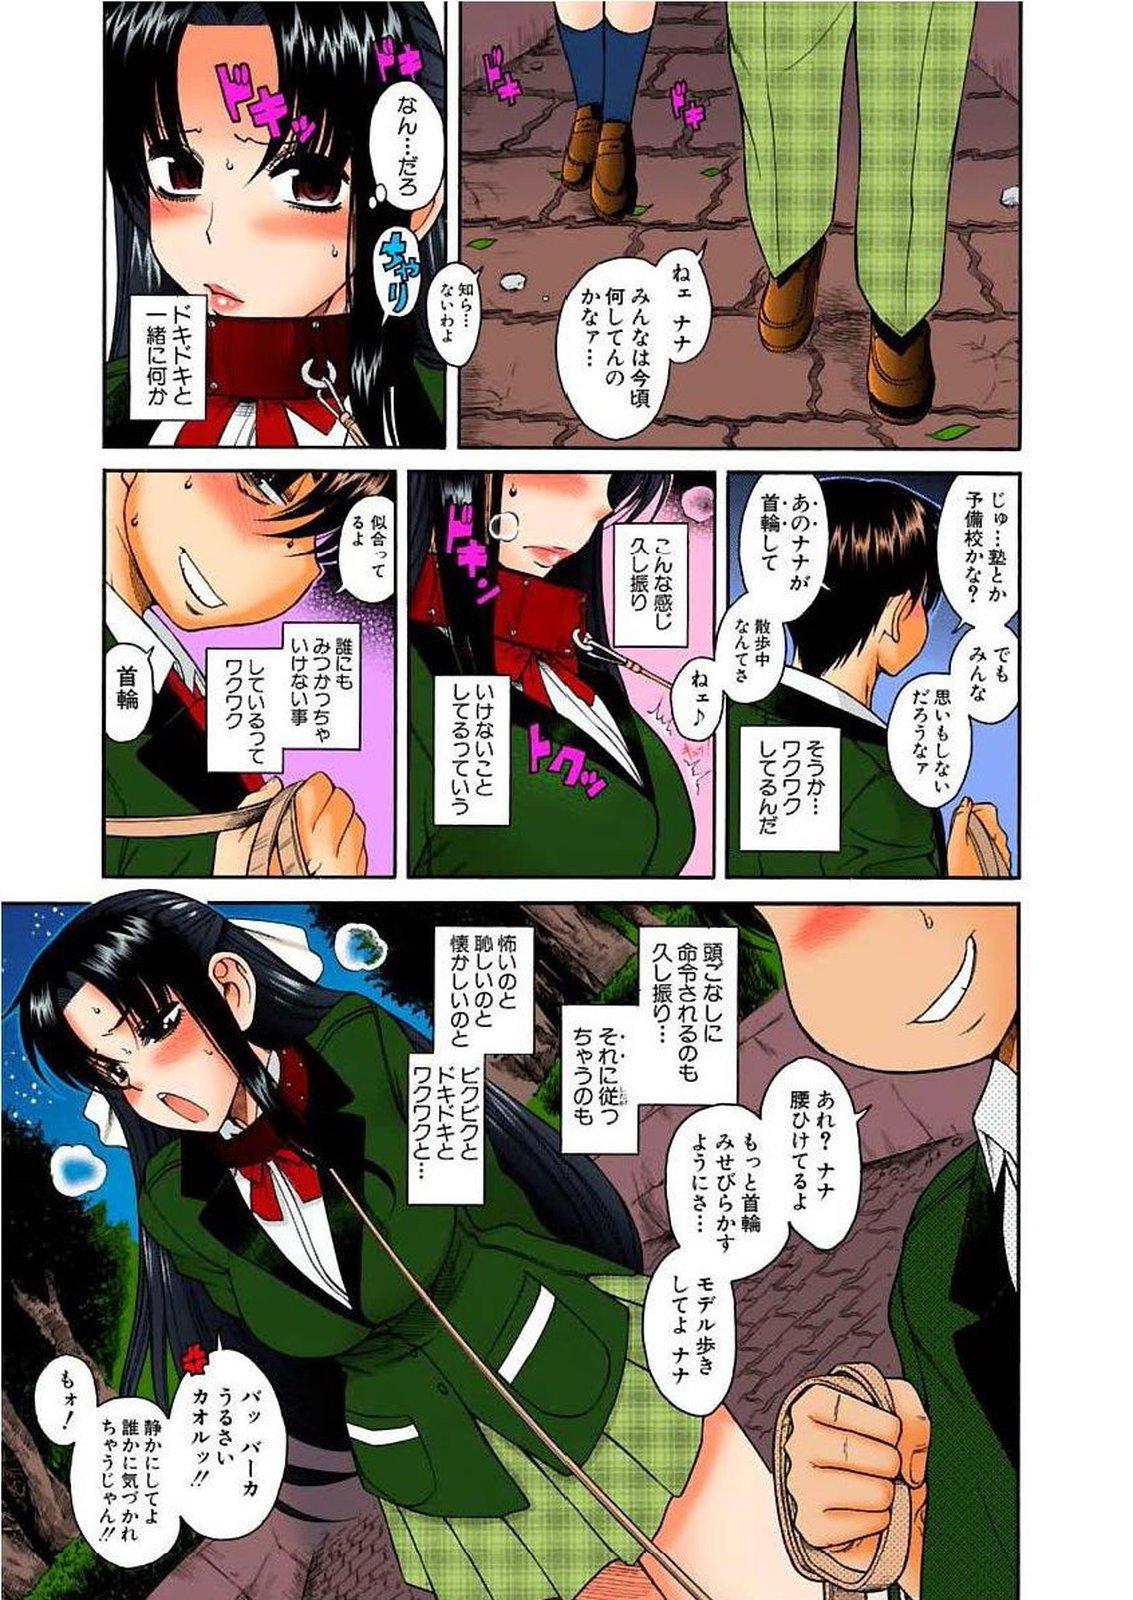 ドキドキッ
ドキ
ドキ
ねェ ナナ
みんなは今頃
何してんの
かなァ…
知ら…
ないわよ
なん…だろ
ちゃり
ドキドキと
一緒に何か
じゅ…塾とか
予備校かな?
でも
みんな
思いもしない
だろうなァ
あのナナが
首輪して
散歩中
なんてさ
そうか…
ワクワク
してるんだ
ねェ♪
こんな感じ
久し振り
ドキン
トクッ
いけないこと
してるっていう
似合って
るよ
誰にも
みつかっちゃ
いけない事
しているって
ワクワク
首輪
頭ごなしに
命令されるのも
久し振り…
それに従う
ちゃうのも
怖いのと
恥しいのと
懐かしいのと
ビクビクと
ドキドキと
ワクワクと…
あれ? ナナ
腰ひけてるよ
もっと首輪
みせびらかす
ようにさ…
モデル歩き
してよ ナナ
バッ バーカ
うるさい
カオルッ!!
静かにしてよ
誰かに気づかれ
ちゃうじゃん!!
もォ!